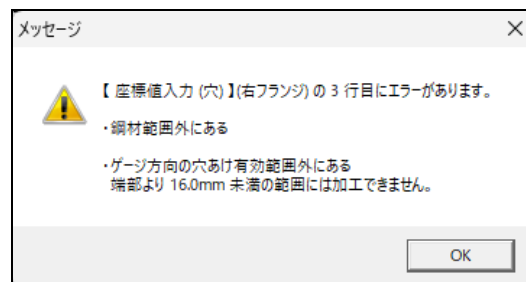 メッセージ
【 座標値入力 (穴) 】(右フランジ) の 3 行目にエラーがあります。
・鋼材範囲外にある
・ゲージ方向の穴あけ有効範囲外にある
端部より 16.0mm 未満の範囲には加工できません。
OK